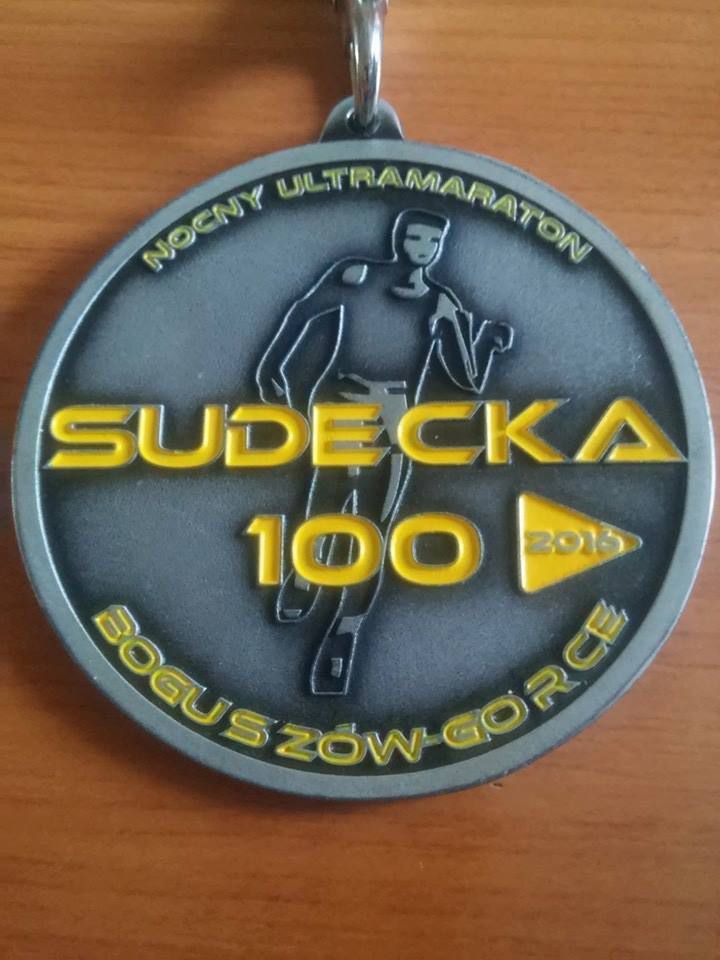 NOCNY ULTRAMARATON
SUDECKA
100
2016
BOGUSZÓW-GORCE